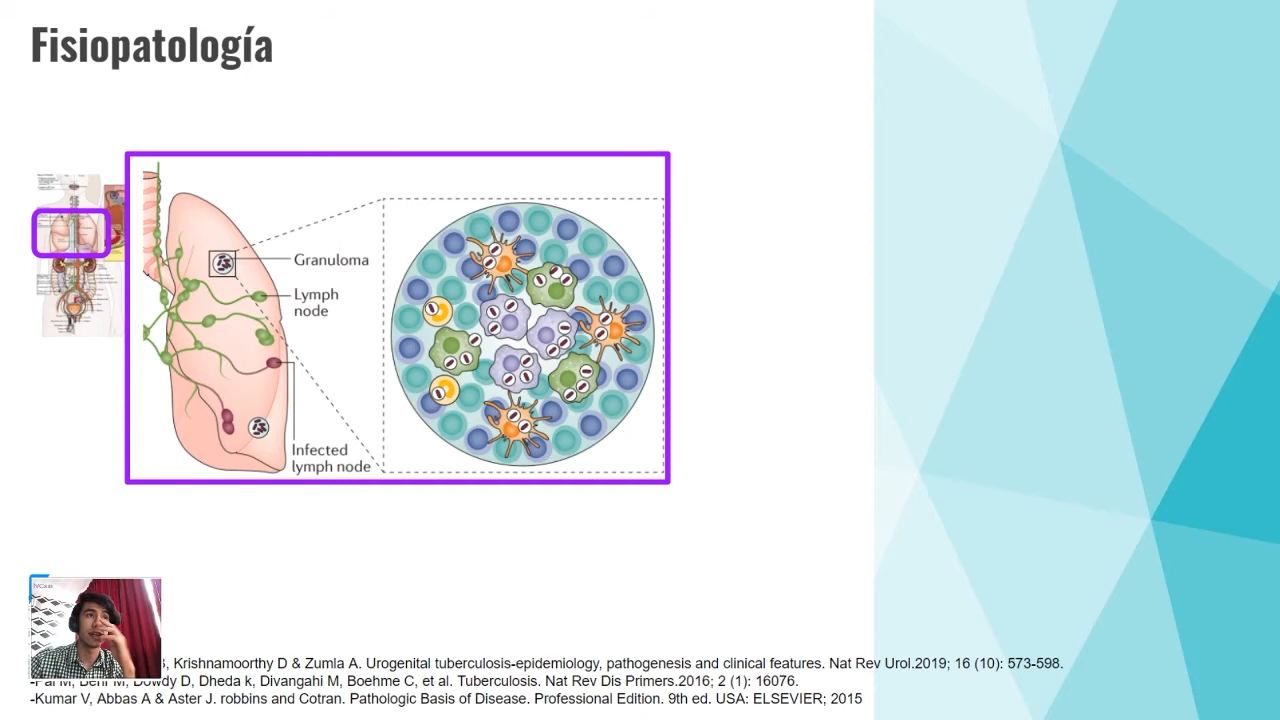 Fisiopatología
Granuloma
Lymph
node
Infected
lymph node
Krishnamoorthy D & Zumla A. Urogenital tuberculosis-epidemiology, pathogenesis and clinical features. Nat Rev Urol.2019; 16 (10): 573-598.
-Pai M, Behr M, Dowdy D, Dheda k, Divangahi M, Boehme C, et al. Tuberculosis. Nat Rev Dis Primers.2016; 2 (1): 16076.
-Kumar V, Abbas A & Aster J. robbins and Cotran. Pathologic Basis of Disease. Professional Edition. 9th ed. USA: ELSEVIER; 2015